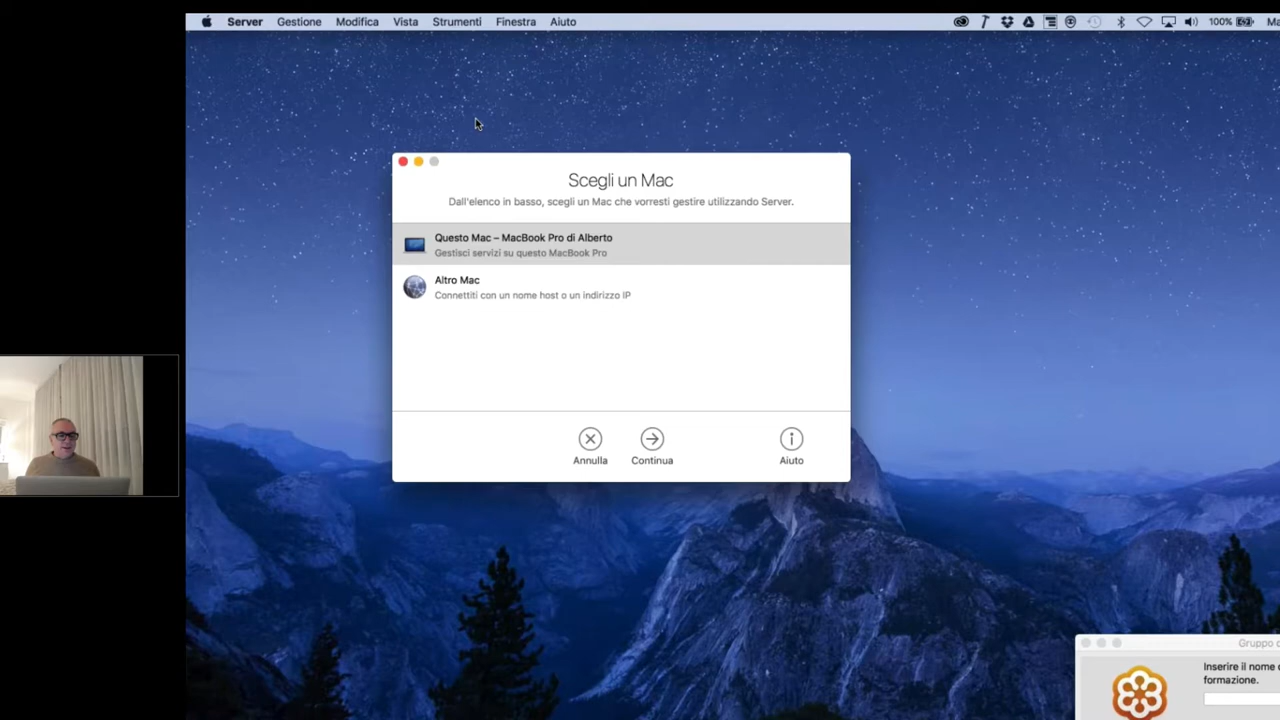 Server Gestione Modifica Vista Strumenti Finestra Aiuto 100%
Scegli un Mac
Dall'elenco in basso, scegli un Mac che vorresti gestire utilizzando Server.
Questo Mac – MacBook Pro di Alberto
Gestisci servizi su questo MacBook Pro
Altro Mac
Connettiti con un nome host o un indirizzo IP
Annulla Continua Aiuto
Gruppo
Inserire il nome
formazione.